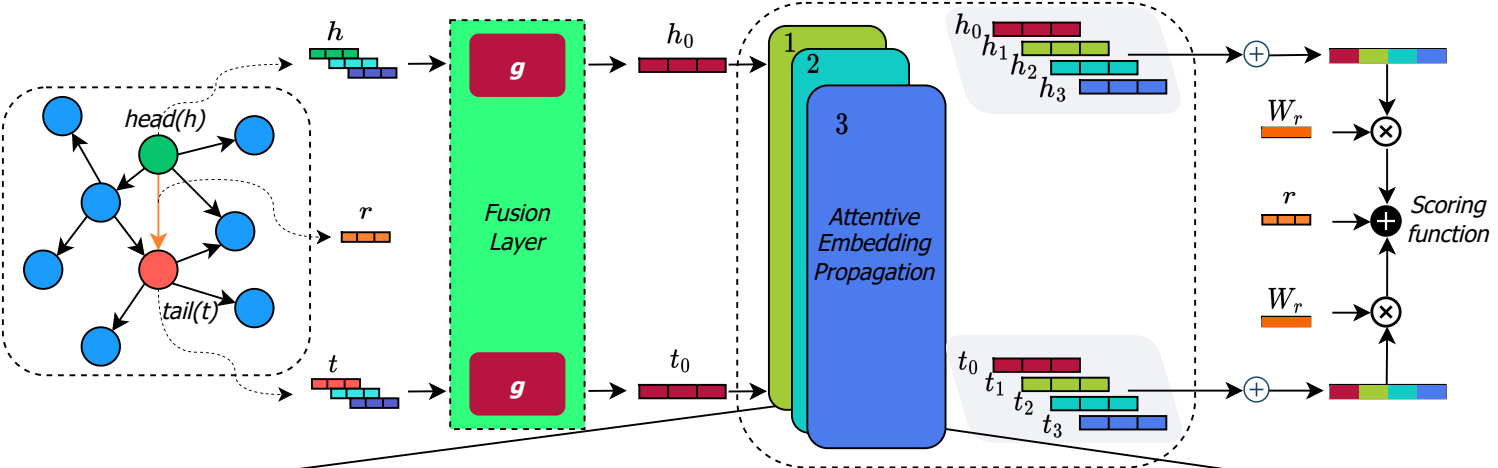 head(h)
tail(t)
h
r
t
g
Fusion
Layer
g
h₀
t₀
1
2
3
Attentive
Embedding
Propagation
h₀
h₁
h₂
h₃
t₀
t₁
t₂
t₃
+
+
Wᵣ
×
r
+
Scoring
function
Wᵣ
×